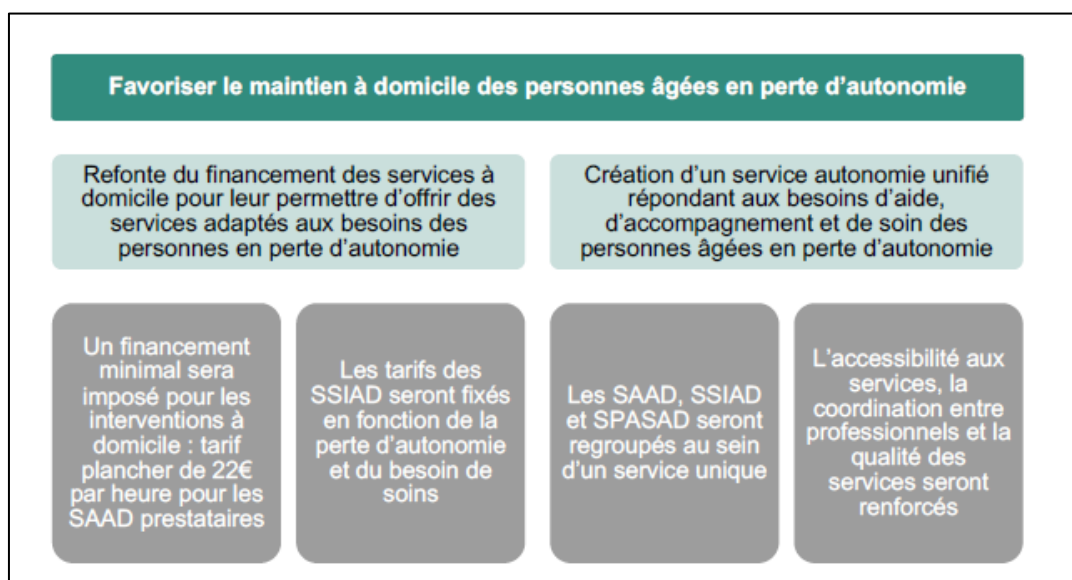 Favoriser le maintien à domicile des personnes âgées en perte d'autonomie
Refonte du financement des services à
domicile pour leur permettre d'offrir des
services adaptés aux besoins des
personnes en perte d'autonomie
Création d'un service autonomie unifié
répondant aux besoins d'aide,
d'accompagnement et de soin des
personnes âgées en perte d'autonomie
Un financement
minimal sera
imposé pour les
interventions à
domicile : tarif
plancher de 22€
par heure pour les
SAAD prestataires
Les tarifs des
SSIAD seront fixés
en fonction de la
perte d'autonomie
et du besoin de
soins
Les SAAD, SSIAD
et SPASAD seront
regroupés au sein
d'un service unique
L'accessibilité aux
services, la
coordination entre
professionnels et la
qualité des
services seront
renforcés